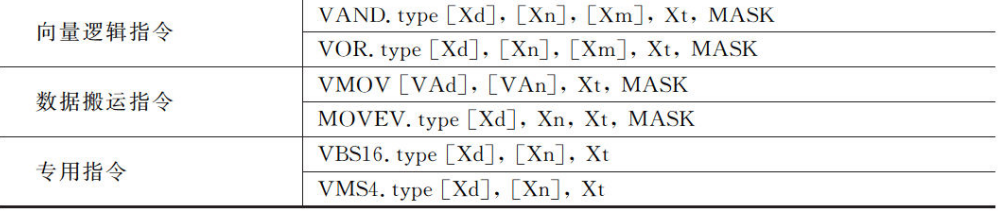 向量逻辑指令
VAND. type [Xd], [Xn], [Xm], Xt, MASK
VOR. type [Xd], [Xn], [Xm], Xt, MASK
数据搬运指令
VMOV [VAd], [VAn], Xt, MASK
MOVEV. type [Xd], Xn, Xt, MASK
专用指令
VBS16. type [Xd], [Xn], Xt
VMS4. type [Xd], [Xn], Xt